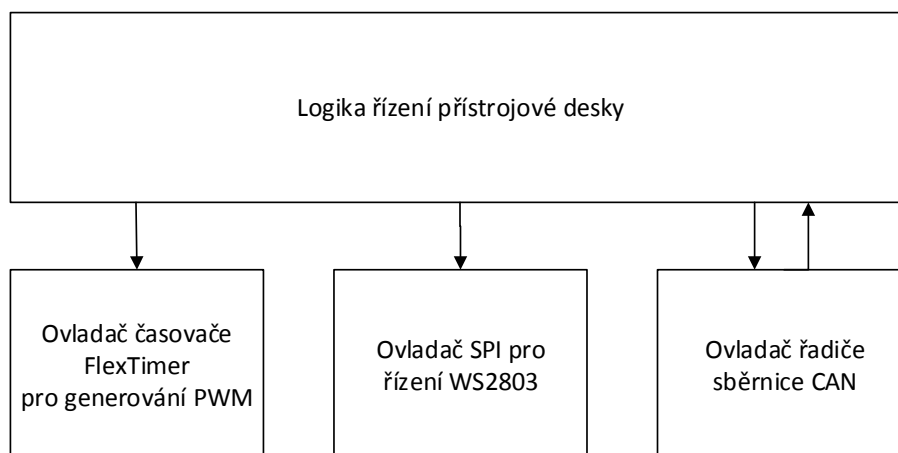 Logika řízení přístrojové desky
Ovladač časovače
FlexTimer
pro generování PWM
Ovladač SPI pro
řízení WS2803
Ovladač řadiče
sběrnice CAN